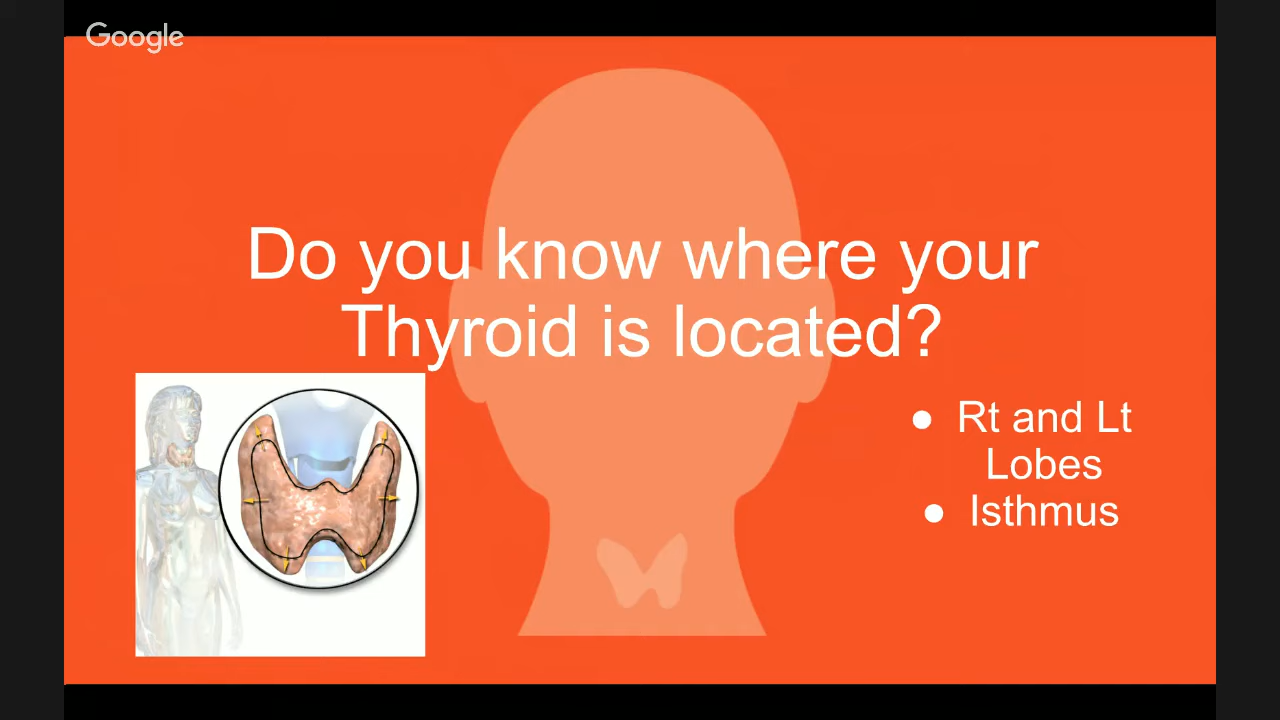 Google
Do you know where your
Thyroid is located?
● Rt and Lt
Lobes
● Isthmus